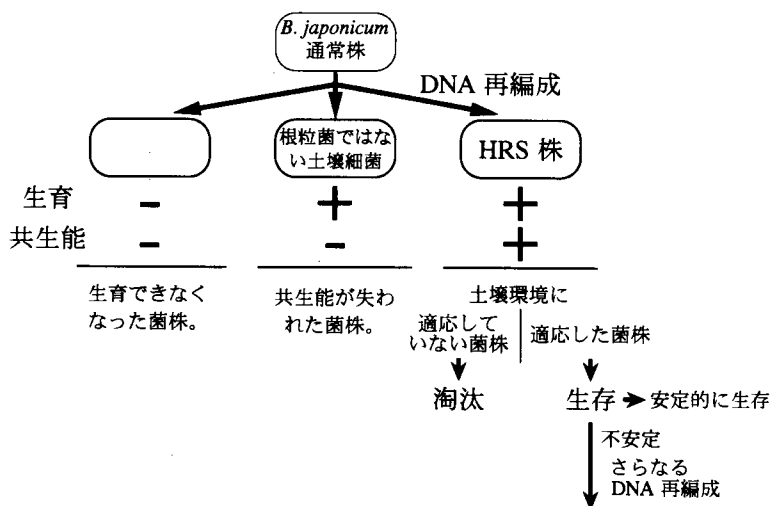 B. japonicum
通常株
DNA 再編成
根粒菌ではな
い土壌細菌
HRS 株
生育 － ＋ ＋
共生能 － － ＋
生育できなく
なった菌株。
共生能が失わ
れた菌株。
土壌環境に
適応して
いない菌株
適応した菌株
淘汰
生存
安定的に生存
不安定
さらなる
DNA 再編成